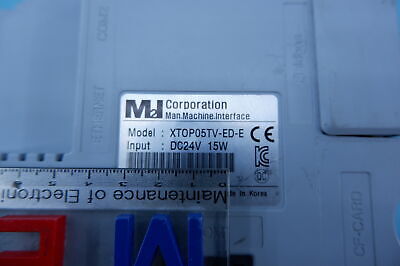 COM2
ETHERNET
M2I Corporation
Man.Machine.Interface
Model : XTOP05TV-ED-E
Input : DC24V 15W
CE
Made in Korea
Maintenance of Electronic
CF-CARD